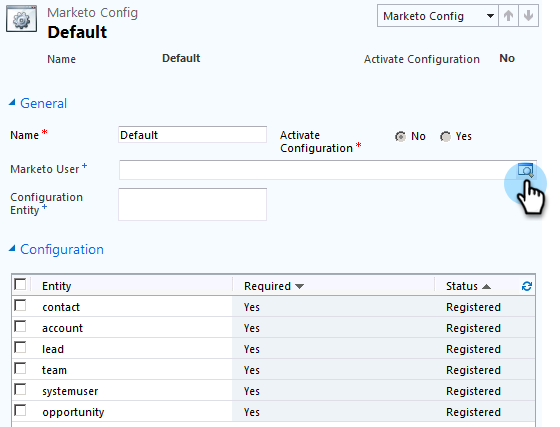 Marketo Config
Default
Marketo Config
Name Default Activate Configuration No
General
Name * Default Activate Configuration * No Yes
Marketo User +
Configuration Entity +
Configuration
Entity Required Status
contact Yes Registered
account Yes Registered
lead Yes Registered
team Yes Registered
systemuser Yes Registered
opportunity Yes Registered